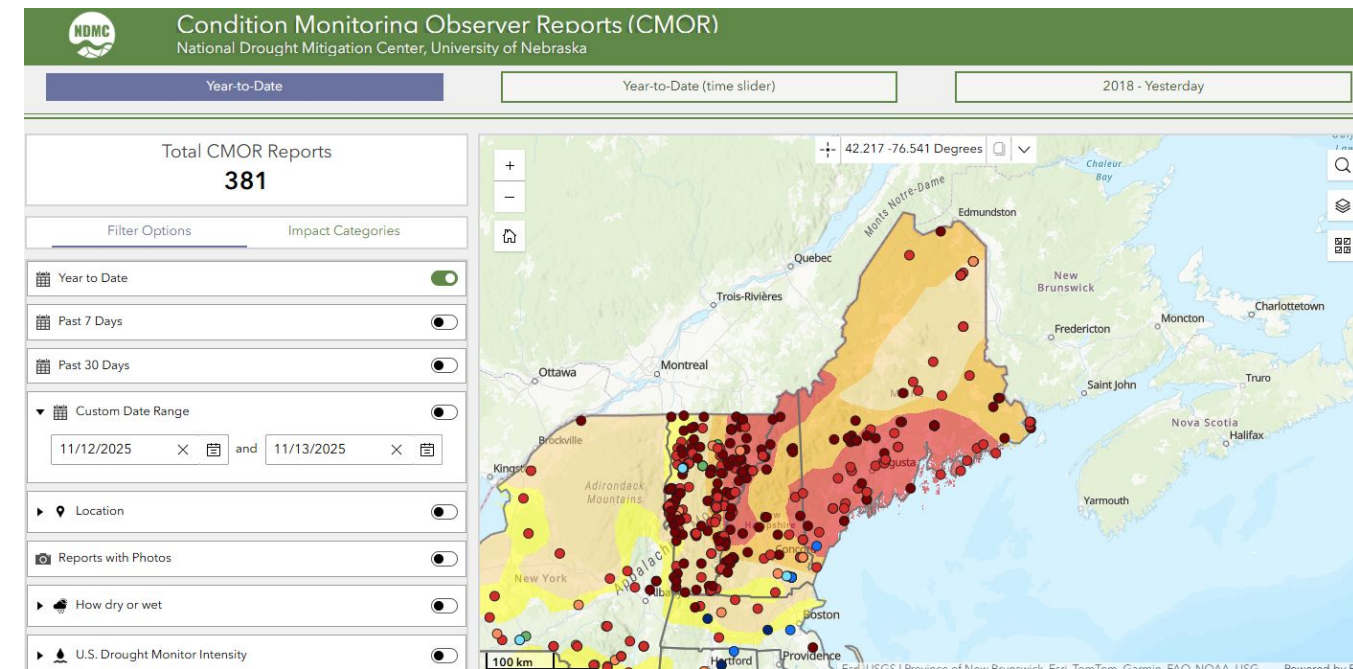 NDMC
Condition Monitoring Observer Reports (CMOR)
National Drought Mitigation Center, University of Nebraska
Year-to-Date
Year-to-Date (time slider)
2018 - Yesterday
Total CMOR Reports
381
Filter Options
Impact Categories
Year to Date
Past 7 Days
Past 30 Days
Custom Date Range
11/12/2025
and
11/13/2025
Location
Reports with Photos
How dry or wet
U.S. Drought Monitor Intensity
+
42.217 -76.541 Degrees
−
Chaleur
Bay
Monts Notre-Dame
Edmundston
Quebec
New
Brunswick
Trois-Rivières
Charlottetown
Moncton
Fredericton
Montreal
Ottawa
Truro
Saint John
Nova Scotia
Halifax
Brockville
Adirondack
Mountains
Yarmouth
New York
Boston
Hartford
Providence
100 km